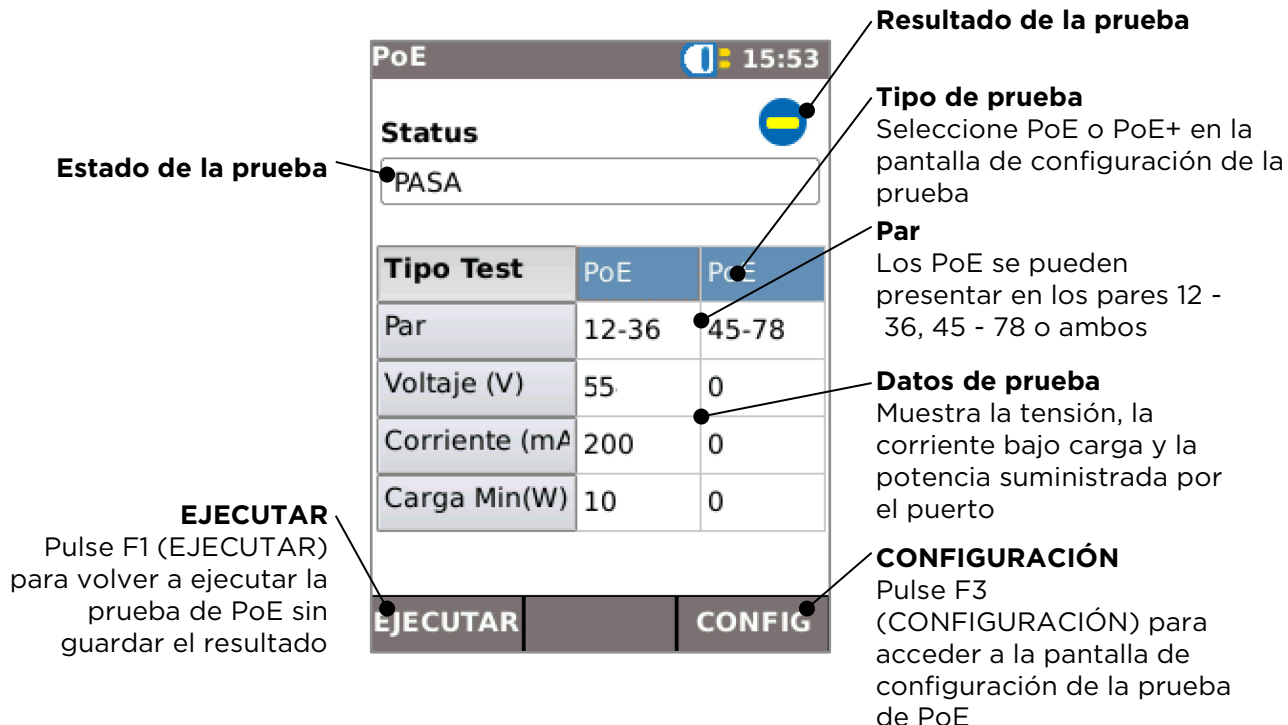 Resultado de la prueba
PoE
15:53
Tipo de prueba
Seleccione PoE o PoE+ en la
pantalla de configuración de la
prueba
Status
Estado de la prueba
PASA
Par
Los PoE se pueden
presentar en los pares 12 -
36, 45 - 78 o ambos
Tipo Test PoE PoE
Par 12-36 45-78
Voltaje (V) 55 0
Corriente (mA 200 0
Carga Min(W) 10 0
Datos de prueba
Muestra la tensión, la
corriente bajo carga y la
potencia suministrada por
el puerto
EJECUTAR
Pulse F1 (EJECUTAR)
para volver a ejecutar la
prueba de PoE sin
guardar el resultado
EJECUTAR CONFIG
CONFIGURACIÓN
Pulse F3
(CONFIGURACIÓN) para
acceder a la pantalla de
configuración de la prueba
de PoE